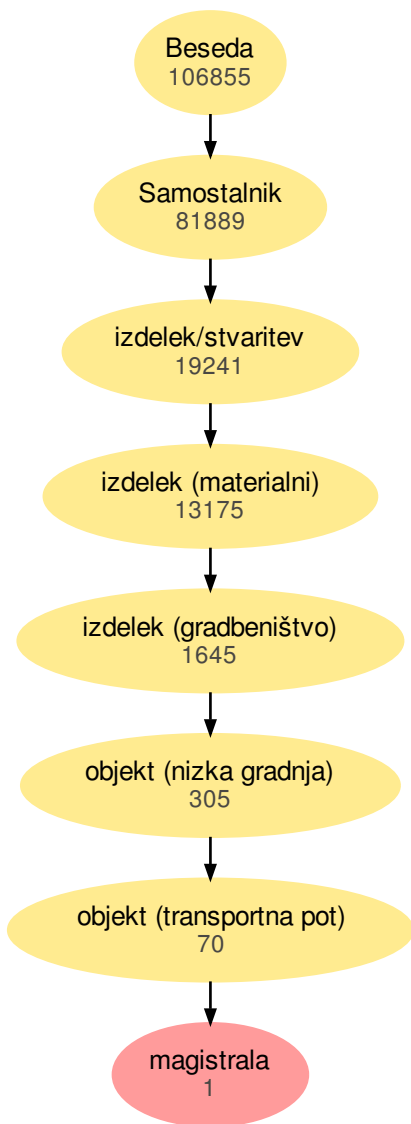 Beseda
106855
Samostalnik
81889
izdelek/stvaritev
19241
izdelek (materialni)
13175
izdelek (gradbeništvo)
1645
objekt (nizka gradnja)
305
objekt (transportna pot)
70
magistrala
1